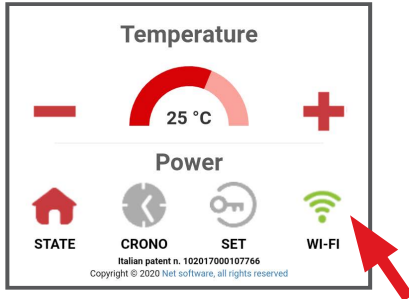 Temperature
25 °C
Power
STATE CRONO SET WI-FI
Italian patent n. 102017000107766
Copyright © 2020 Net software, all rights reserved